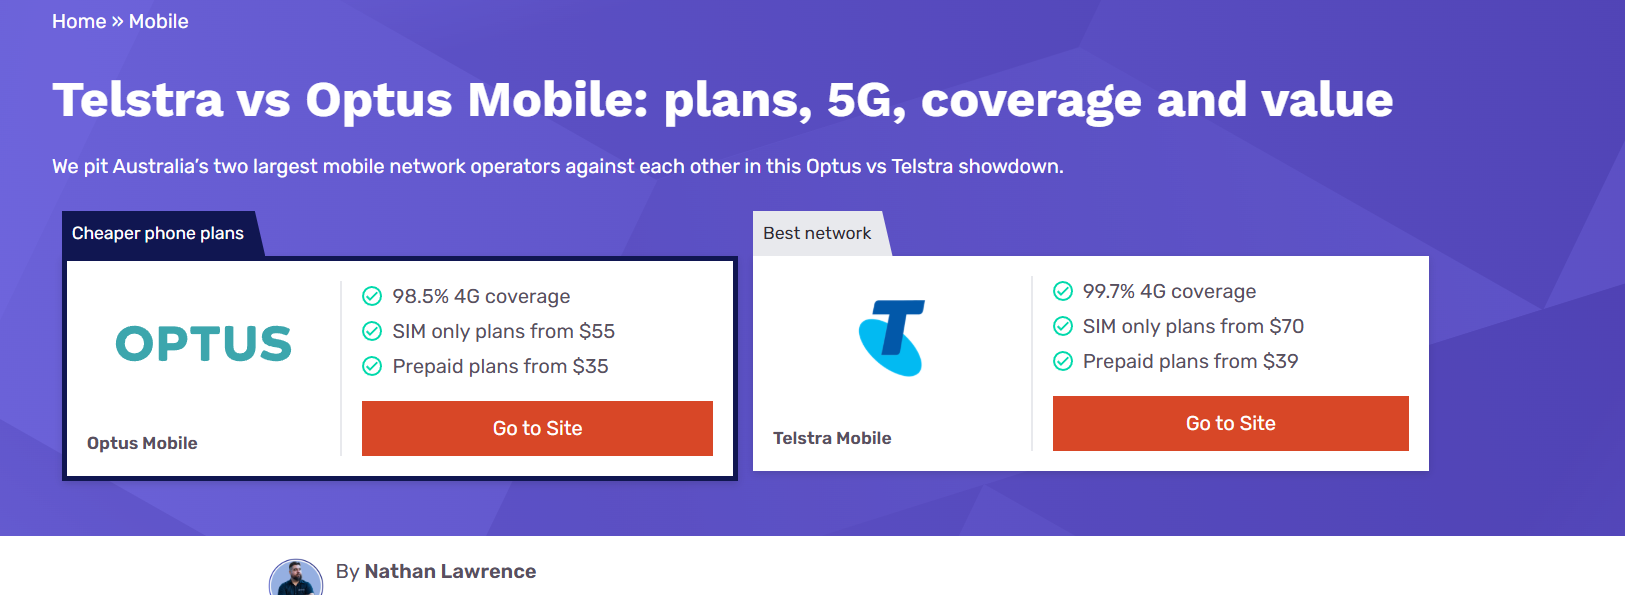 Home » Mobile
Telstra vs Optus Mobile: plans, 5G, coverage and value
We pit Australia’s two largest mobile network operators against each other in this Optus vs Telstra showdown.
Cheaper phone plans
OPTUS
Optus Mobile
98.5% 4G coverage
SIM only plans from $55
Prepaid plans from $35
Go to Site
Best network
T
Telstra Mobile
99.7% 4G coverage
SIM only plans from $70
Prepaid plans from $39
Go to Site
By Nathan Lawrence